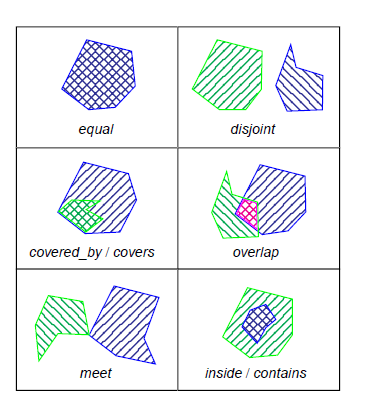 equal
disjoint
covered_by / covers
overlap
meet
inside / contains